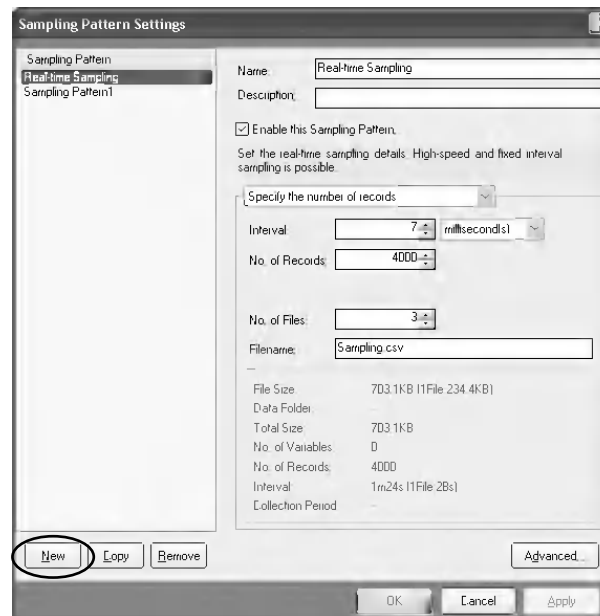 Sampling Pattern Settings
Sampling Pattern
Real-time Sampling
Sampling Pattern1
Name: Real-time Sampling
Description:
Enable this Sampling Pattern.
Set the real-time sampling details. High-speed and fixed interval
sampling is possible.
Specify the number of records
Interval 7 millisecond(s)
No. of Records: 4000
No. of Files: 3
Filename: Sampling.csv
File Size: 703.1KB (1File 234.4KB)
Data Folder: -
Total Size: 703.1KB
No. of Variables: 0
No. of Records: 4000
Interval: 1m24s (1File 28s)
Collection Period: -
New Copy Remove Advanced...
OK Cancel Apply